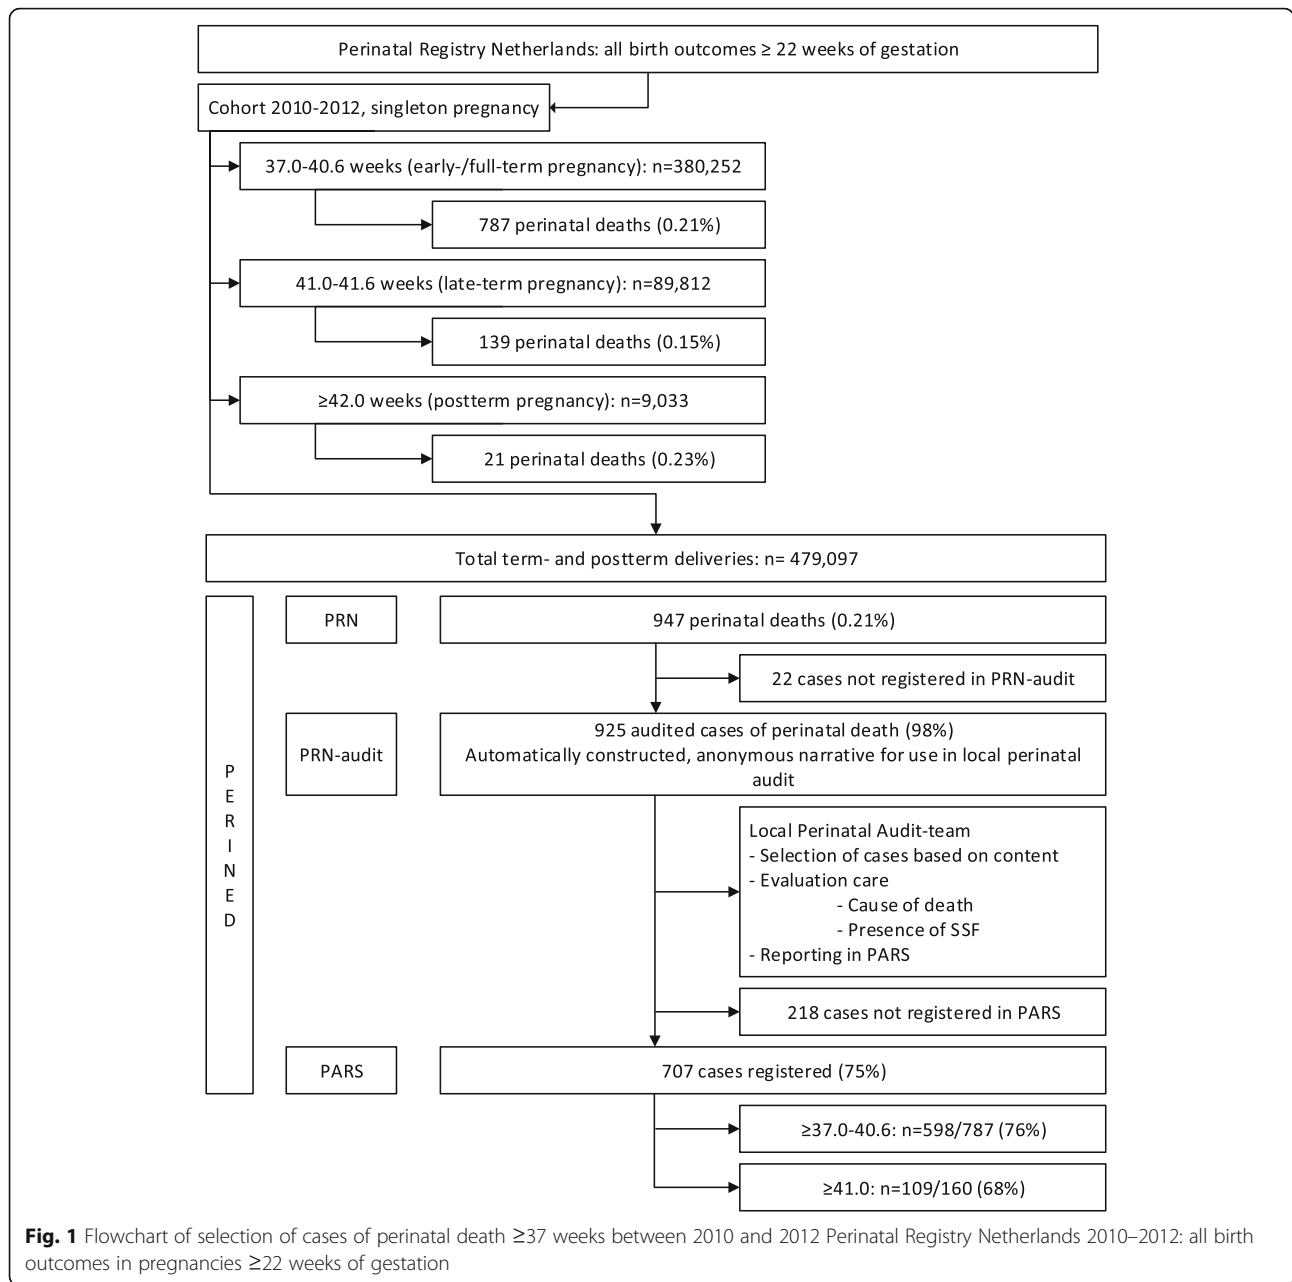 Perinatal Registry Netherlands: all birth outcomes ≥ 22 weeks of gestation
Cohort 2010-2012, singleton pregnancy
37.0-40.6 weeks (early-/full-term pregnancy): n=380,252
787 perinatal deaths (0.21%)
41.0-41.6 weeks (late-term pregnancy): n=89,812
139 perinatal deaths (0.15%)
≥42.0 weeks (postterm pregnancy): n=9,033
21 perinatal deaths (0.23%)
Total term- and postterm deliveries: n= 479,097
PERINED
PRN
947 perinatal deaths (0.21%)
22 cases not registered in PRN-audit
PRN-audit
925 audited cases of perinatal death (98%)
Automatically constructed, anonymous narrative for use in local perinatal
audit
Local Perinatal Audit-team
- Selection of cases based on content
- Evaluation care
- Cause of death
- Presence of SSF
- Reporting in PARS
218 cases not registered in PARS
PARS
707 cases registered (75%)
≥37.0-40.6: n=598/787 (76%)
≥41.0: n=109/160 (68%)
Fig. 1 Flowchart of selection of cases of perinatal death ≥37 weeks between 2010 and 2012 Perinatal Registry Netherlands 2010–2012: all birth
outcomes in pregnancies ≥22 weeks of gestation